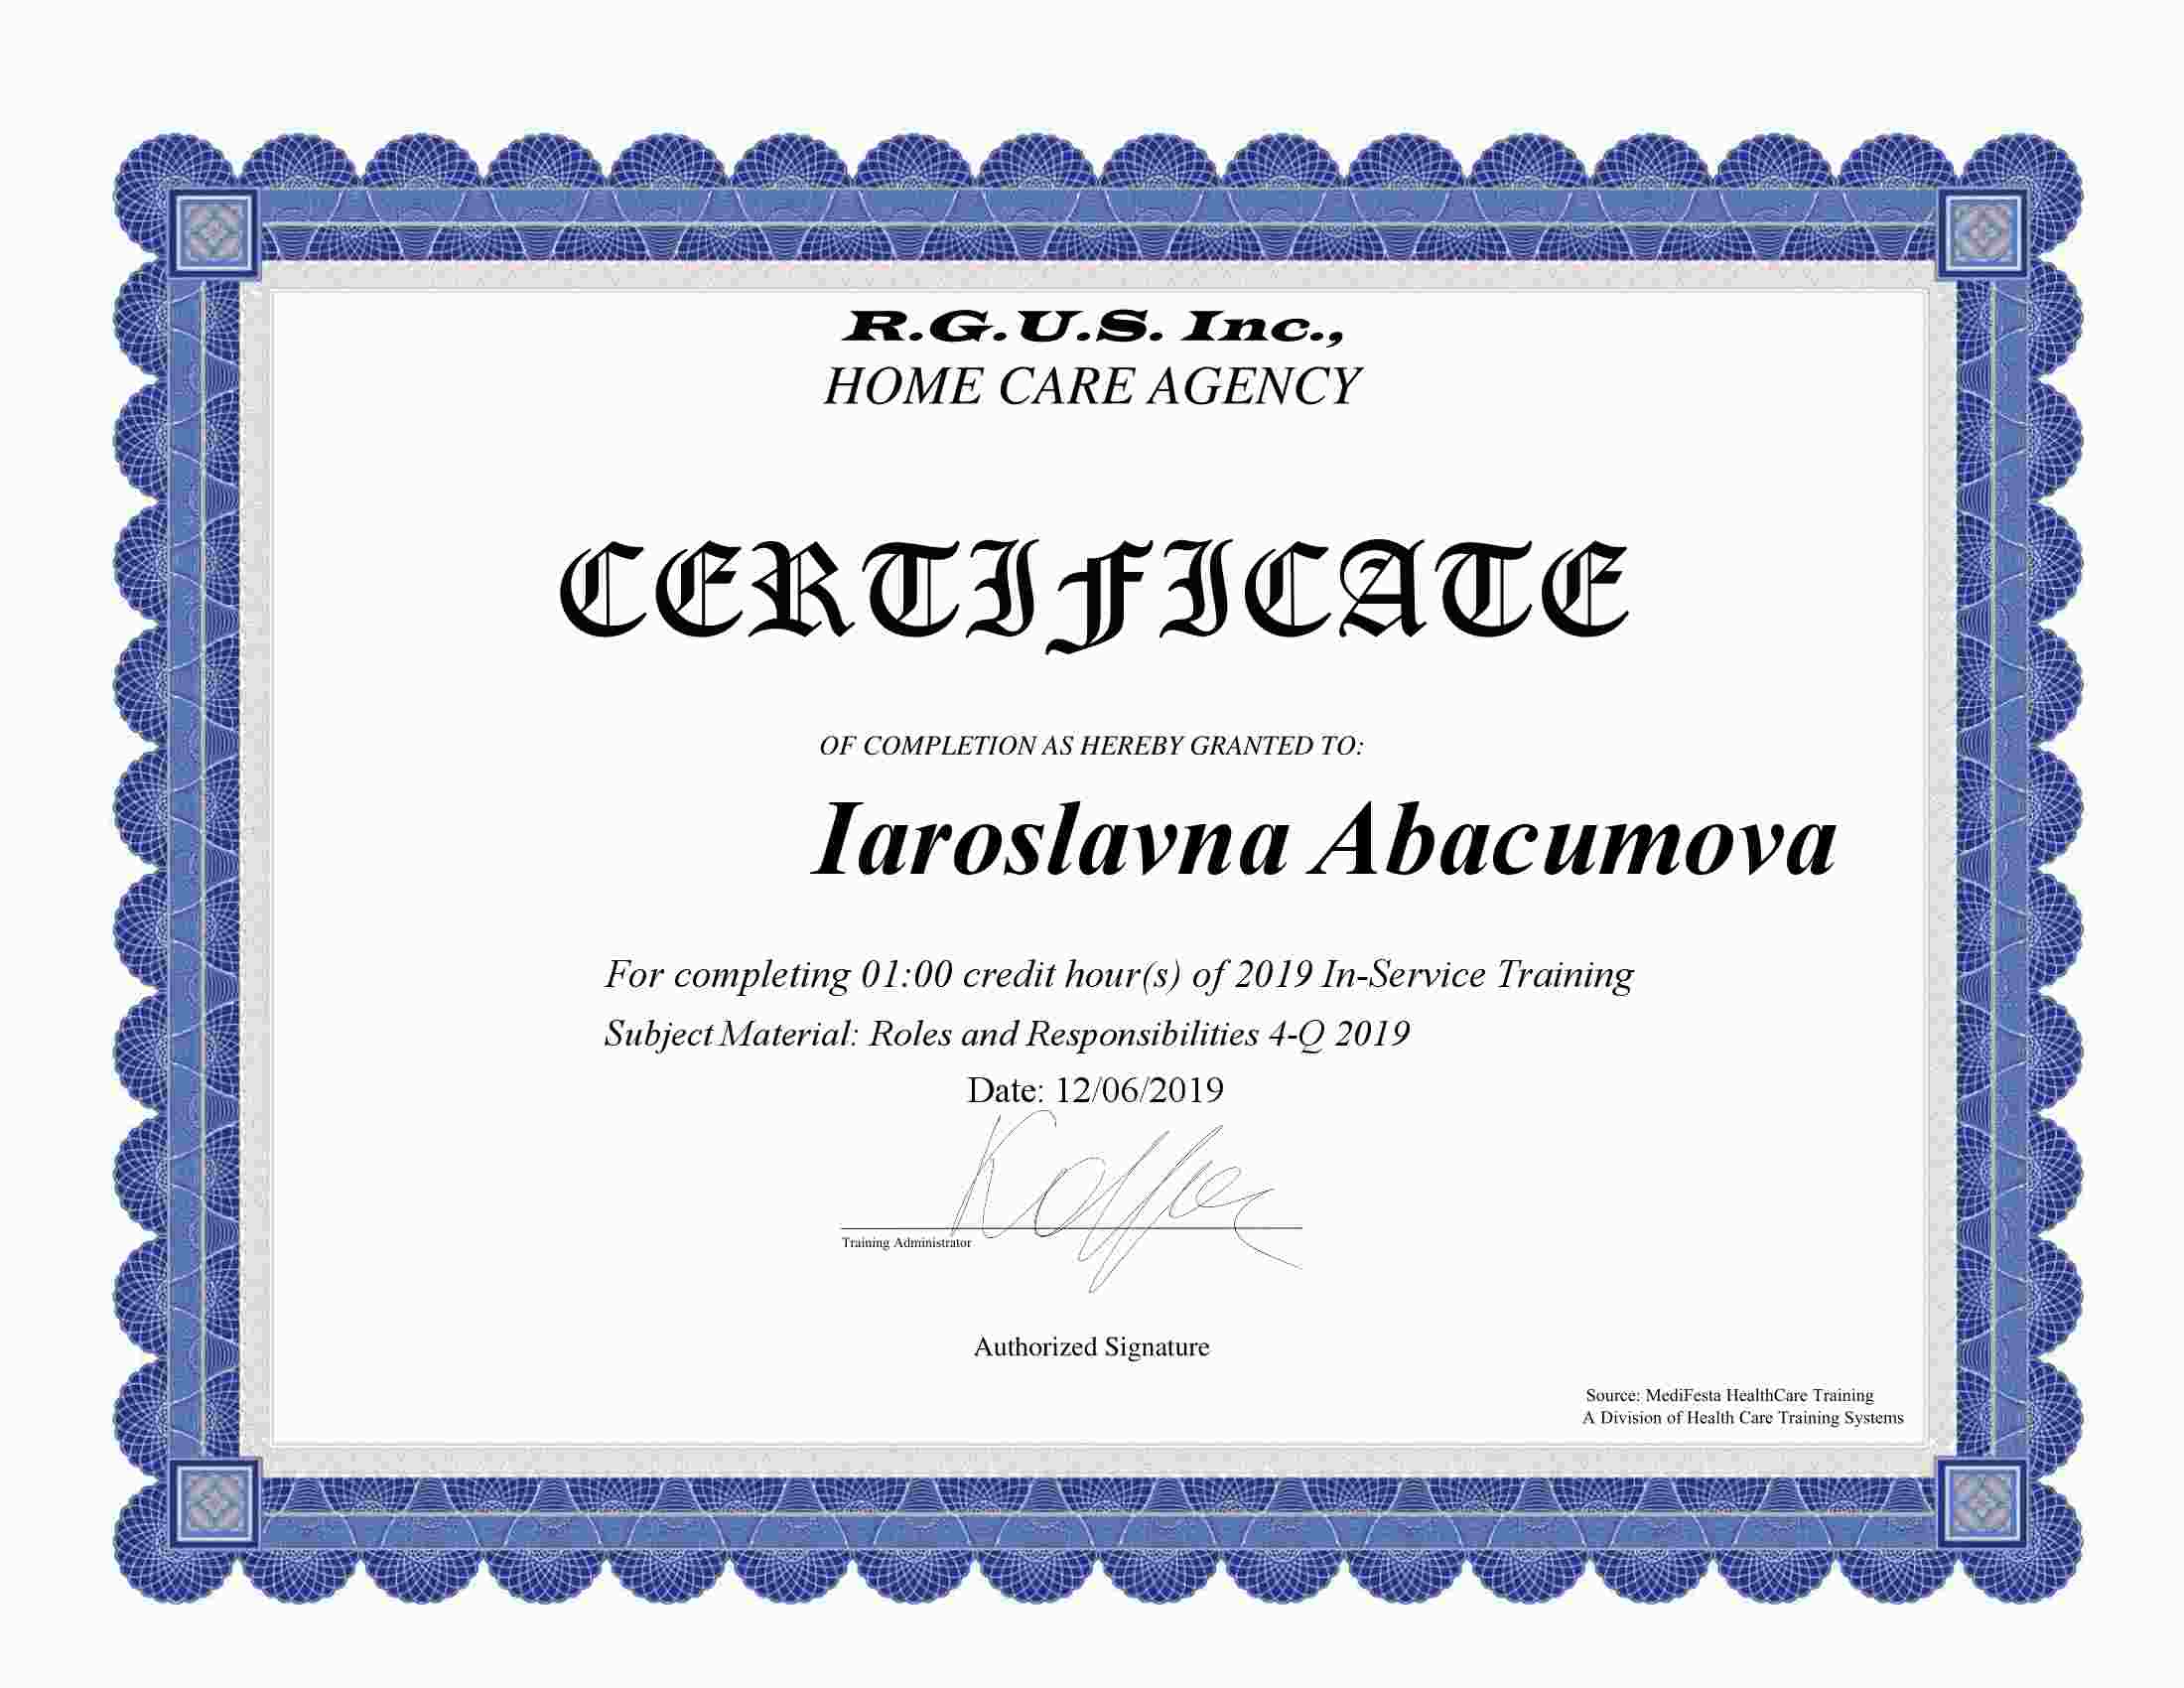 R.G.U.S. Inc.,
HOME CARE AGENCY
CERTIFICATE
OF COMPLETION AS HEREBY GRANTED TO:
Iaroslavna Abacumova
For completing 01:00 credit hour(s) of 2019 In-Service Training
Subject Material: Roles and Responsibilities 4-Q 2019
Date: 12/06/2019
Training Administrator
Authorized Signature
Source: MediFesta HealthCare Training
A Division of Health Care Training Systems